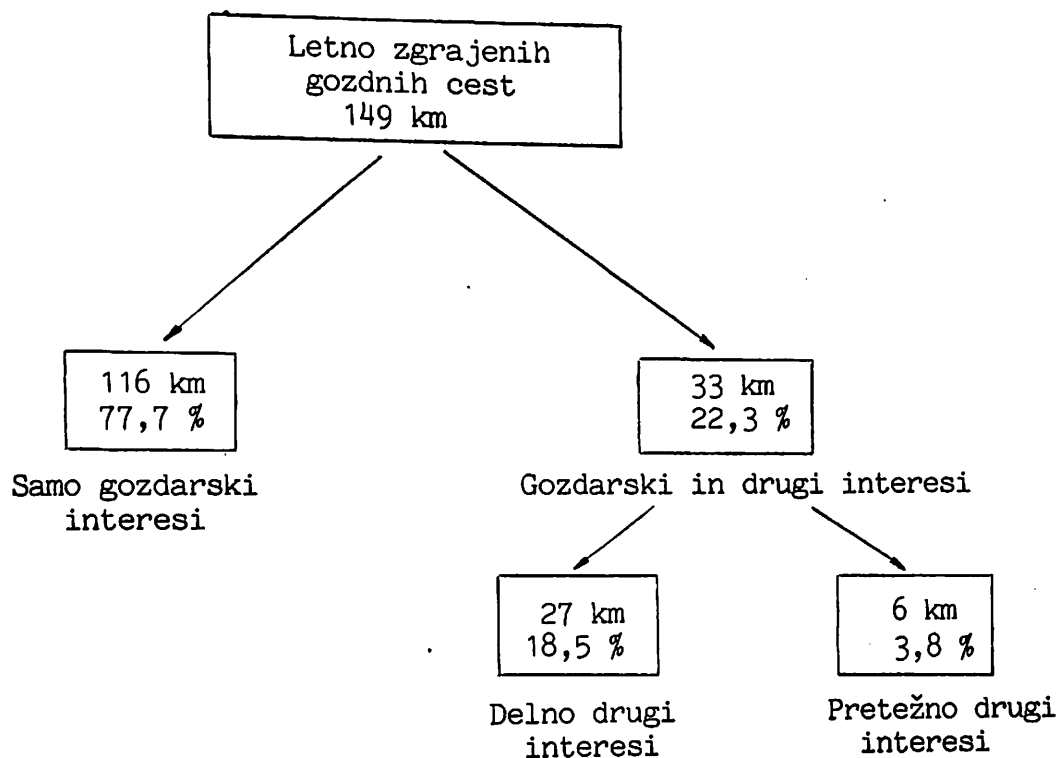 Letno zgrajenih
gozdnih cest
149 km
116 km
77,7 %
Samo gozdarski
interesi
33 km
22,3 %
Gozdarski in drugi interesi
27 km
18,5 %
Delno drugi
interesi
6 km
3,8 %
Pretežno drugi
interesi